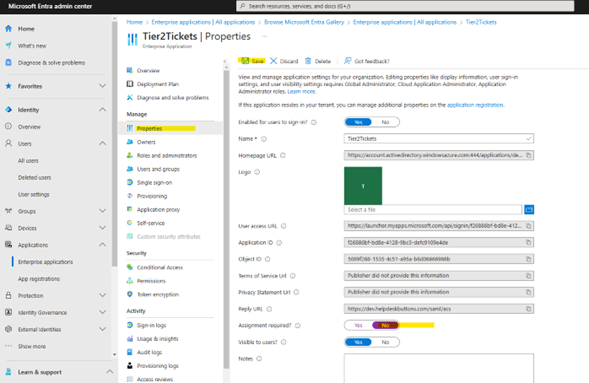 Microsoft Entra admin center
Search resources, services, and docs (G+/)
Home > Enterprise applications | All applications > Browse Microsoft Entra Gallery > Enterprise applications | All applications > Tier2Tickets
Tier2Tickets | Properties
Enterprise Application
Home
What's new
Diagnose & solve problems
Favorites
Identity
Overview
Users
All users
Deleted users
User settings
Groups
Devices
Applications
Enterprise applications
App registrations
Protection
Identity Governance
External Identities
Show more
Learn & support
Overview
Deployment Plan
Diagnose and solve problems
Manage
Properties
Owners
Roles and administrators
Users and groups
Single sign-on
Provisioning
Application proxy
Self-service
Custom security attributes
Security
Conditional Access
Permissions
Token encryption
Activity
Sign-in logs
Usage & insights
Audit logs
Provisioning logs
Access reviews
Save Discard Delete Got feedback?
View and manage application settings for your organization. Editing properties like display information, user sign-in
settings, and user visibility settings requires Global Administrator, Cloud Application Administrator, Application
Administrator roles. Learn more.
If this application resides in your tenant, you can manage additional properties on the application registration.
Enabled for users to sign-in? Yes No
Name * Tier2Tickets
Homepage URL https://account.activedirectory.windowsazure.com:444/applications/de...
Logo
T
Select a file
User access URL https://launcher.myapps.microsoft.com/api/signin/f26886bf-bd8e-412...
Application ID
Object ID
Terms of Service Url Publisher did not provide this information
Privacy Statement Url Publisher did not provide this information
Reply URL https://dev.helpdeskbuttons.com/saml/acs
Assignment required? Yes No
Visible to users? Yes No
Notes